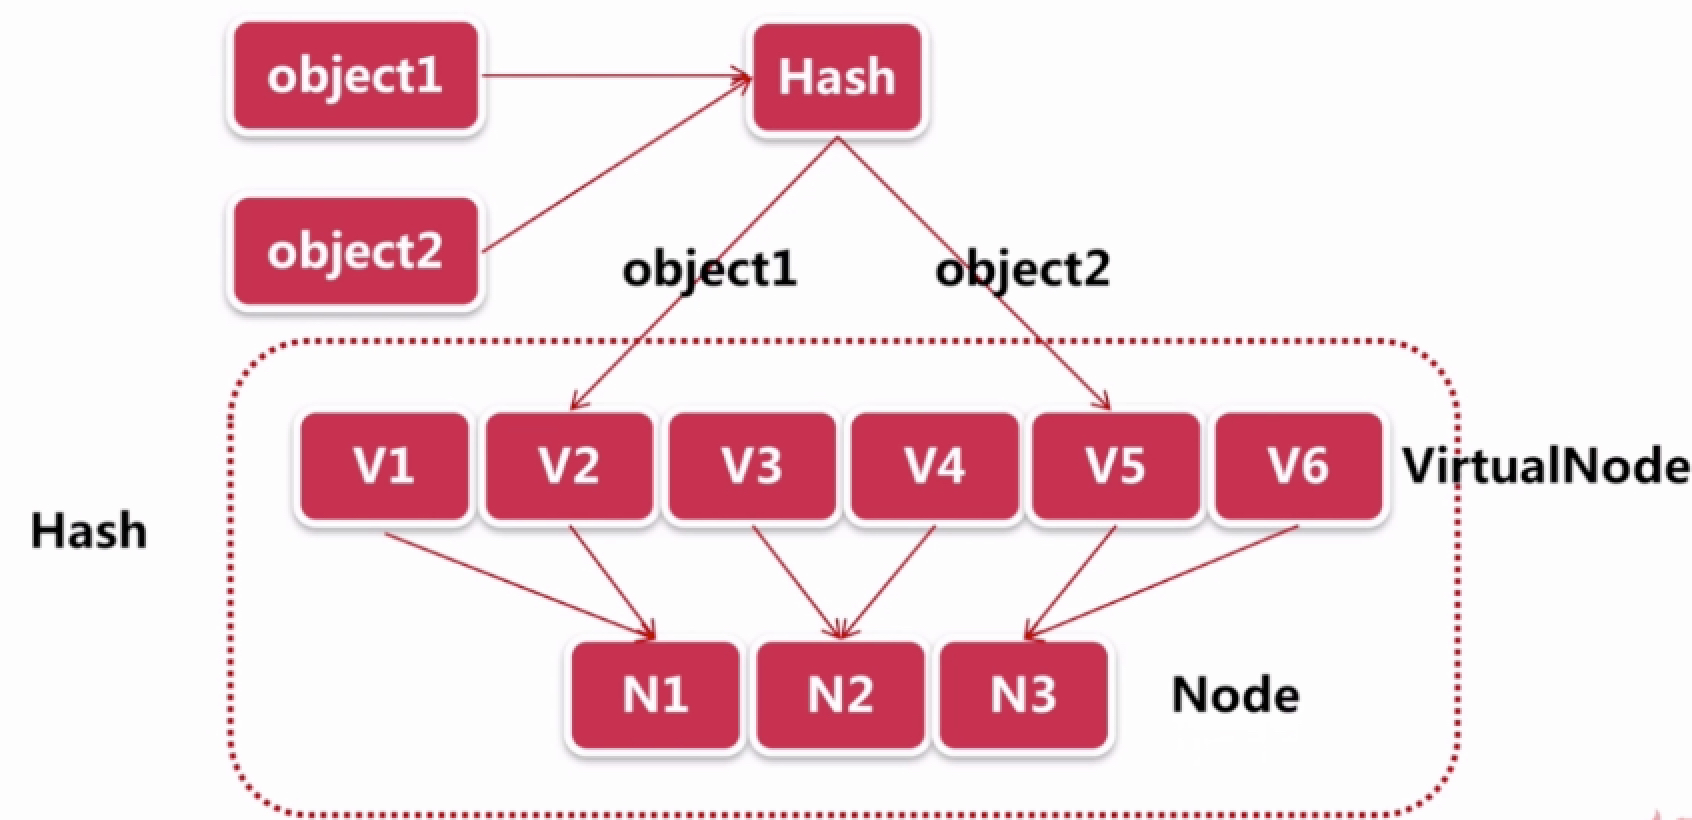 object1
Hash
object2
object1
object2
V1
V2
V3
V4
V5
V6
VirtualNode
Hash
N1
N2
N3
Node